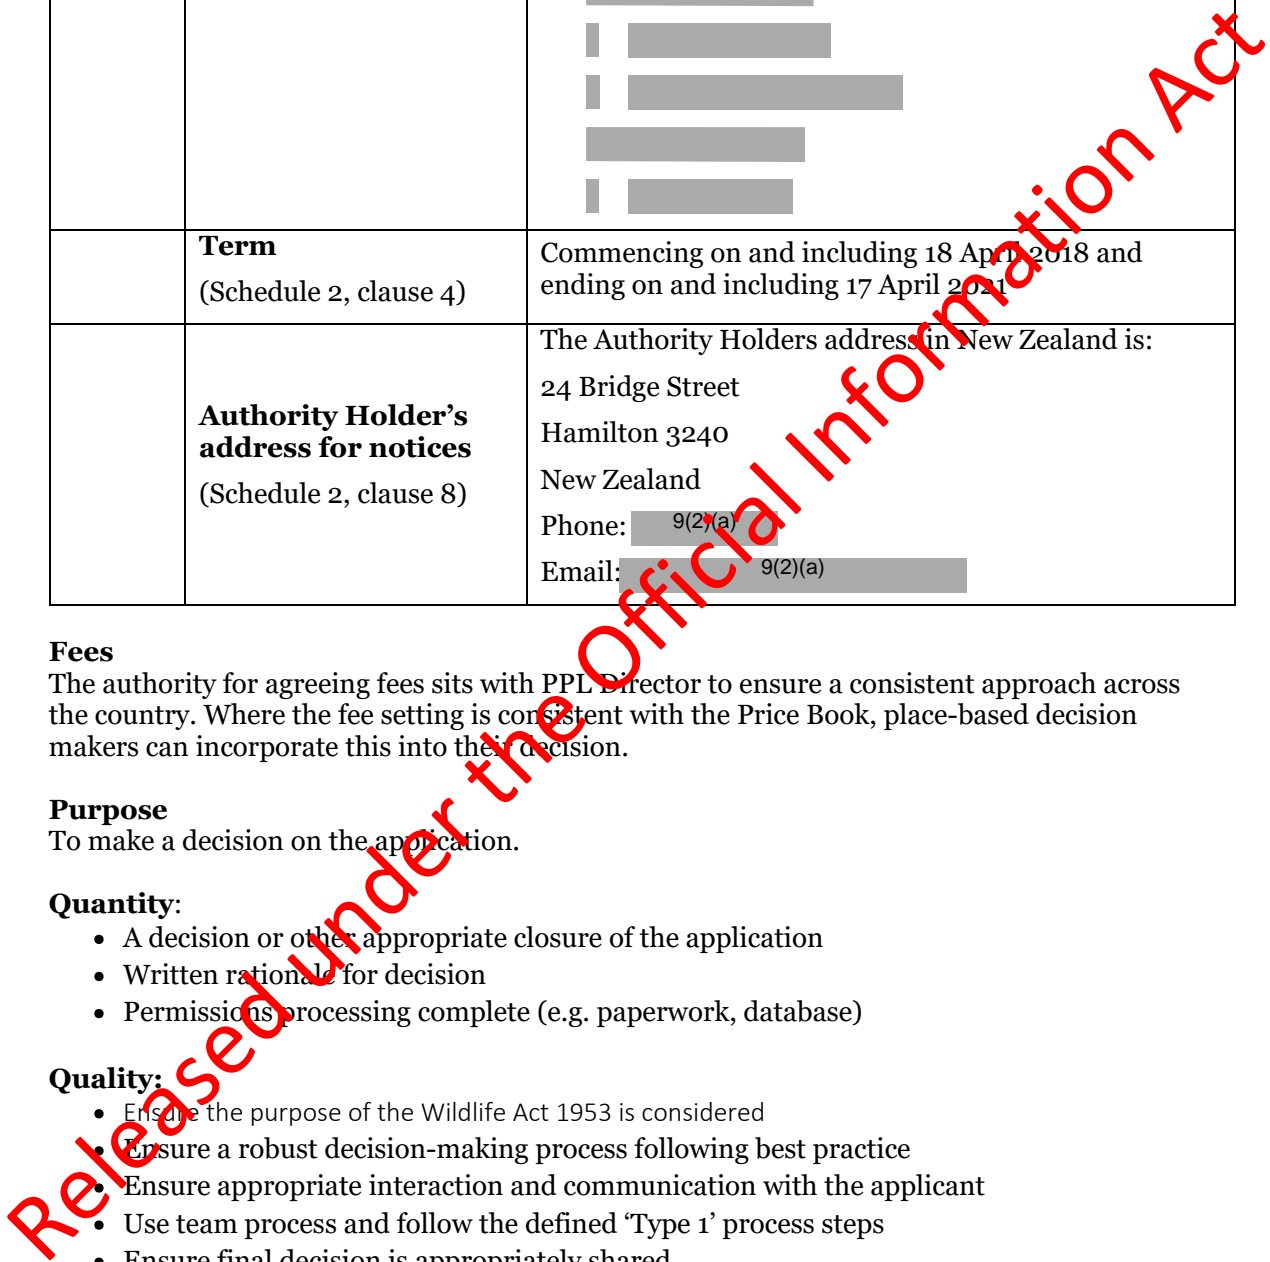 Term
(Schedule 2, clause 4)
Commencing on and including 18 April 2018 and
ending on and including 17 April 2021
Authority Holder’s
address for notices
(Schedule 2, clause 8)
The Authority Holders address in New Zealand is:
24 Bridge Street
Hamilton 3240
New Zealand
Phone: 9(2)(a)
Email: 9(2)(a)
Fees
The authority for agreeing fees sits with PPL Director to ensure a consistent approach across
the country. Where the fee setting is consistent with the Price Book, place-based decision
makers can incorporate this into their decision.
Purpose
To make a decision on the application.
Quantity:
• A decision or other appropriate closure of the application
• Written rationale for decision
• Permissions processing complete (e.g. paperwork, database)
Quality:
• Ensure the purpose of the Wildlife Act 1953 is considered
• Ensure a robust decision-making process following best practice
• Ensure appropriate interaction and communication with the applicant
• Use team process and follow the defined ‘Type 1’ process steps
• Ensure final decision is appropriately shared
Released under the Official Information Act